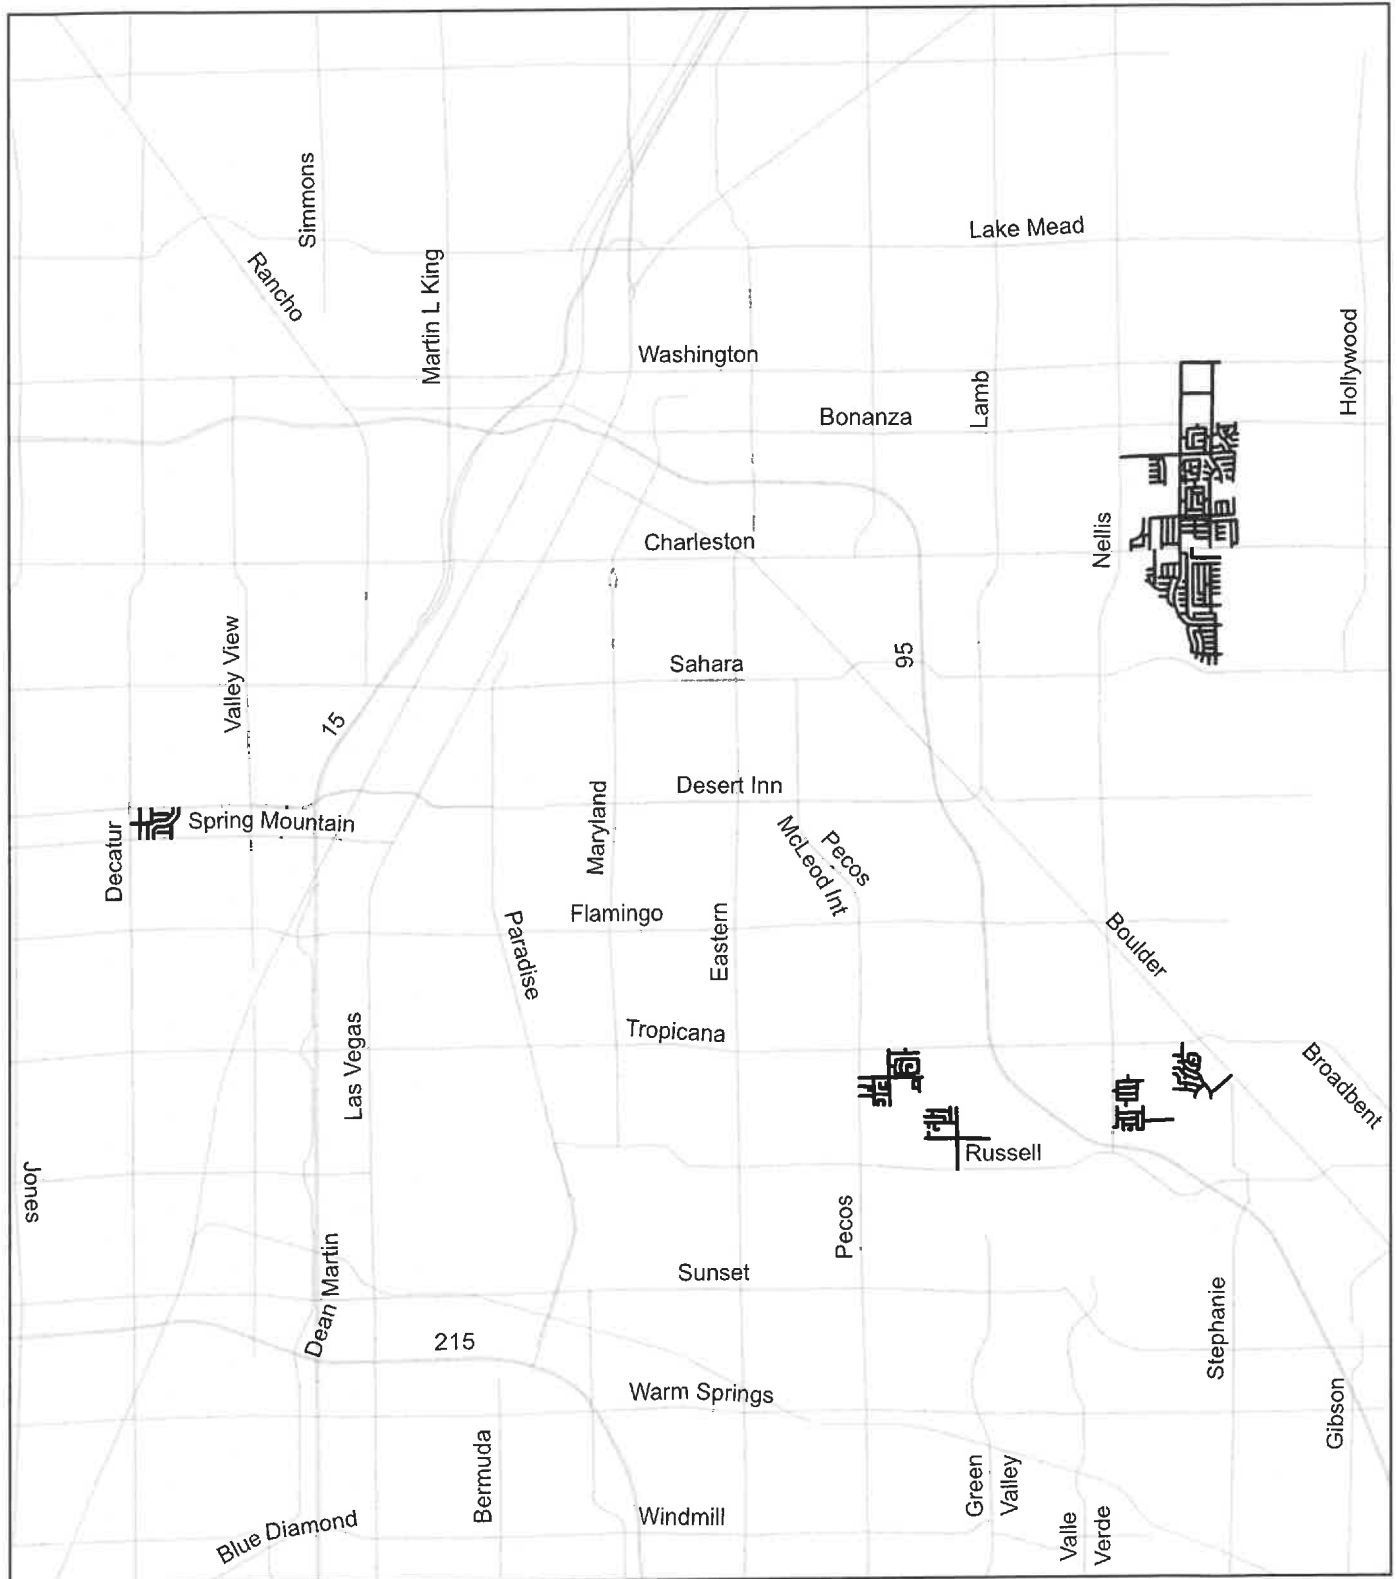 Simmons
Lake Mead
Rancho
Martin L King
Hollywood
Washington
Lamb
Bonanza
Nellis
Charleston
Valley View
Sahara
95
15
Desert Inn
Maryland
Spring Mountain
Decatur
Pecos
McLeod Int
Flamingo
Eastern
Paradise
Boulder
Tropicana
Las Vegas
Broadbent
Russell
Jones
Pecos
Dean Martin
Sunset
Stephanie
215
Warm Springs
Gibson
Bermuda
Green
Valley
Windmill
Blue Diamond
Valle
Verde